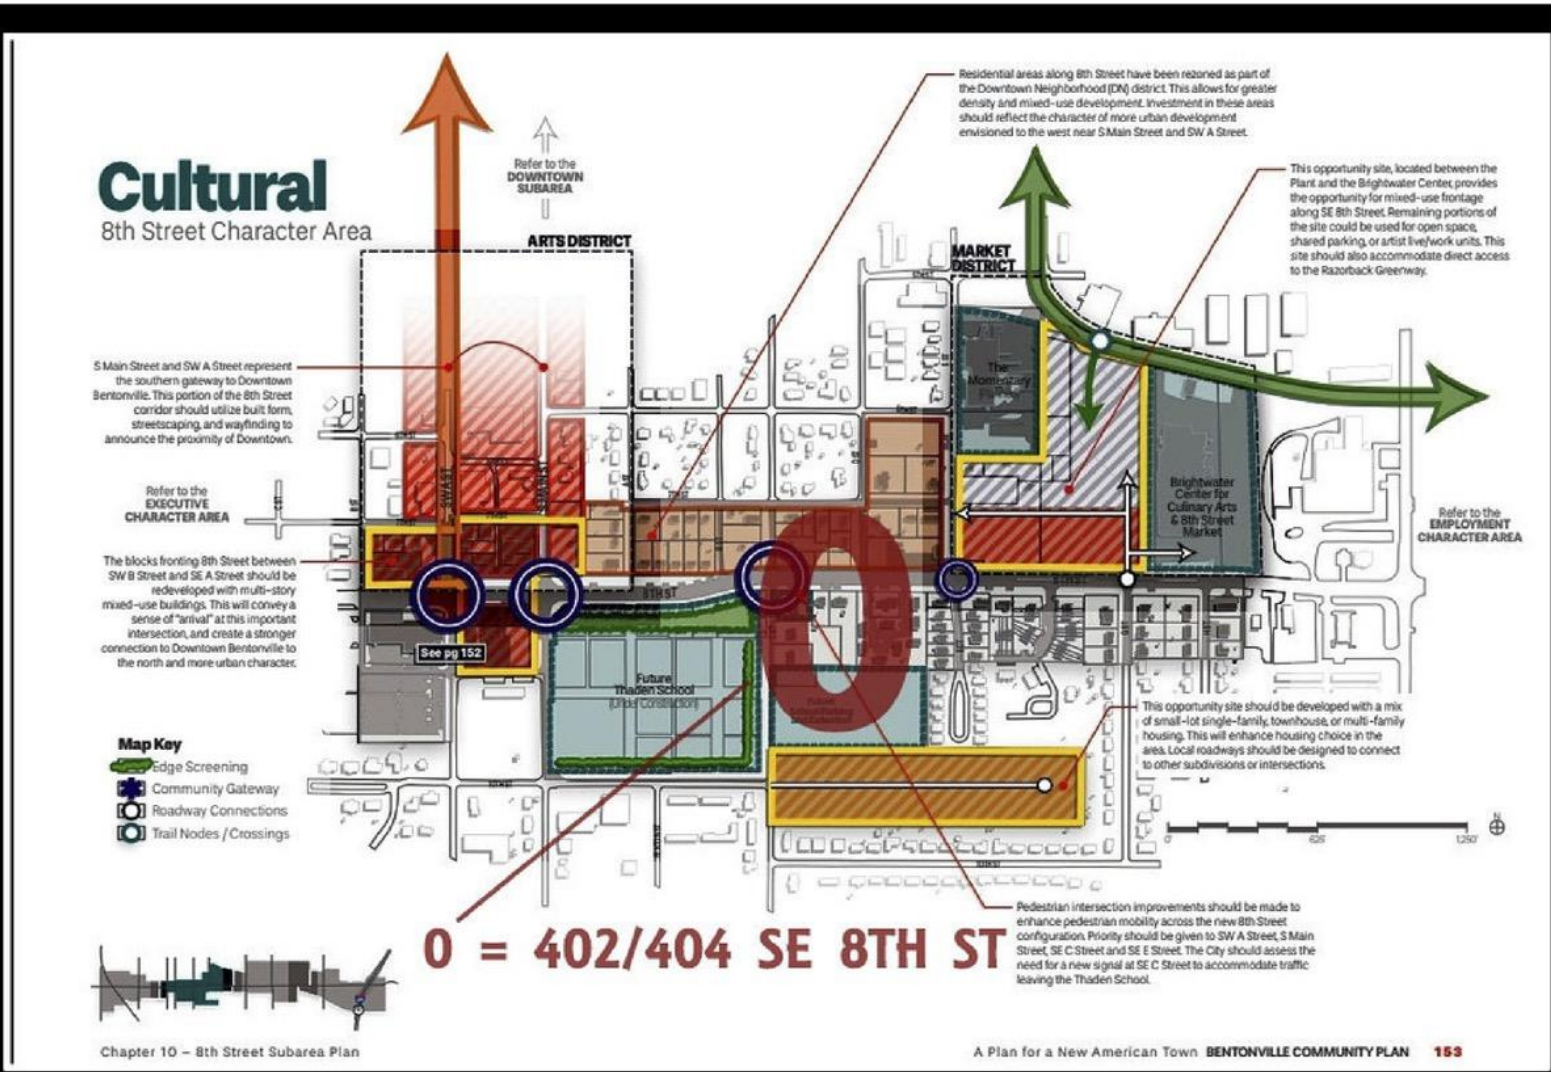 Cultural
8th Street Character Area
Refer to the
DOWNTOWN
SUBAREA
ARTS DISTRICT
MARKET
DISTRICT
Residential areas along 8th Street have been rezoned as part of
the Downtown Neighborhood (DN) district. This allows for greater
density and mixed-use development. Investment in these areas
should reflect the character of more urban development
envisioned to the west near S Main Street and SW A Street.
This opportunity site, located between the
Plant and the Brightwater Center, provides
the opportunity for mixed-use frontage
along SE 8th Street. Remaining portions of
the site could be used for open space,
shared parking, or artist live/work units. This
site should also accommodate direct access
to the Razorback Greenway.
S Main Street and SW A Street represent
the southern gateway to Downtown
Bentonville. This portion of the 8th Street
corridor should utilize built form,
streetscaping, and wayfinding to
announce the proximity of Downtown.
Refer to the
EXECUTIVE
CHARACTER AREA
The blocks fronting 8th Street between
SW B Street and SE A Street should be
redeveloped with multi-story
mixed-use buildings. This will convey a
sense of "arrival" at this important
intersection, and create a stronger
connection to Downtown Bentonville to
the north and more urban character.
The
Momentary
Brightwater
Center for
Culinary Arts
& 8th Street
Market
Refer to the
EMPLOYMENT
CHARACTER AREA
SW A ST
S MAIN ST
8TH ST
See pg 152
Future
Thaden School
(Under Construction)
0
This opportunity site should be developed with a mix
of small-lot single-family, townhouse, or multi-family
housing. This will enhance housing choice in the
area. Local roadways should be designed to connect
to other subdivisions or intersections.
Map Key
Edge Screening
Community Gateway
Roadway Connections
Trail Nodes / Crossings
10TH ST
0'
625'
1,250'
N
0 = 402/404 SE 8TH ST
Pedestrian intersection improvements should be made to
enhance pedestrian mobility across the new 8th Street
configuration. Priority should be given to SW A Street, S Main
Street, SE C Street and SE E Street. The City should assess the
need for a new signal at SE C Street to accommodate traffic
leaving the Thaden School.
Chapter 10 – 8th Street Subarea Plan
A Plan for a New American Town BENTONVILLE COMMUNITY PLAN 153